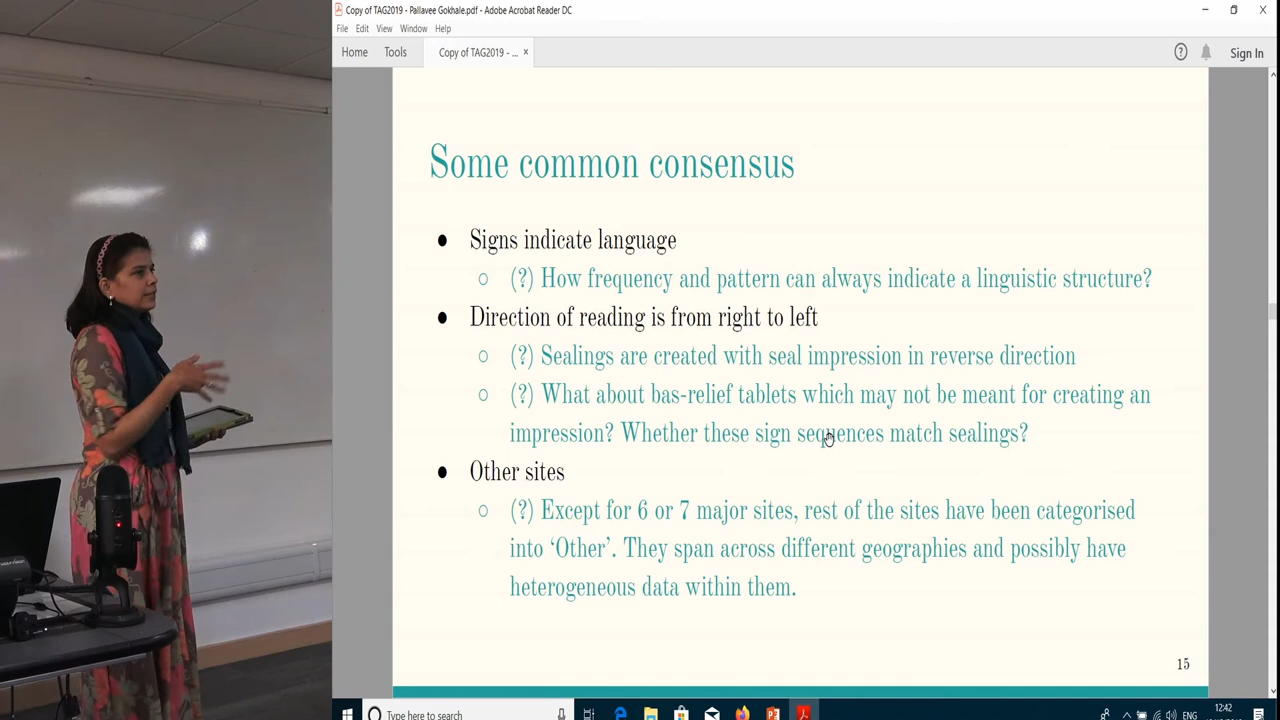 Copy of TAG2019 - Pallavee Gokhale.pdf - Adobe Acrobat Reader DC
File Edit View Window Help
Home Tools Copy of TAG2019 - ... × Sign In
Some common consensus
● Signs indicate language
○ (?) How frequency and pattern can always indicate a linguistic structure?
● Direction of reading is from right to left
○ (?) Sealings are created with seal impression in reverse direction
○ (?) What about bas-relief tablets which may not be meant for creating an
impression? Whether these sign sequences match sealings?
● Other sites
○ (?) Except for 6 or 7 major sites, rest of the sites have been categorised
into ‘Other’. They span across different geographies and possibly have
heterogeneous data within them.
15
Type here to search
ENG
12:42